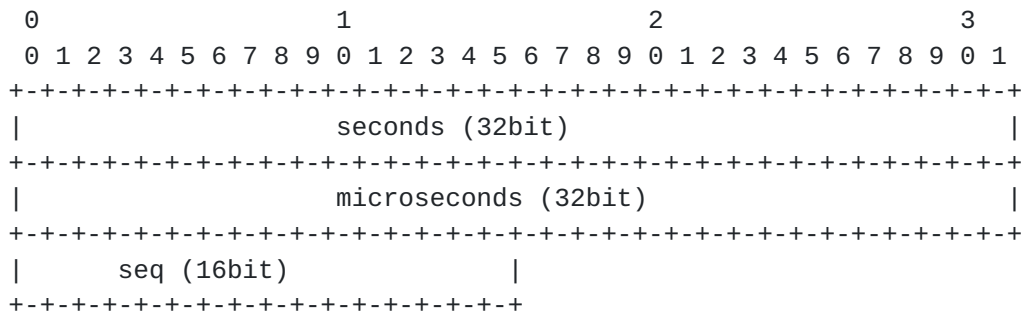 0                   1                   2                   3
 0 1 2 3 4 5 6 7 8 9 0 1 2 3 4 5 6 7 8 9 0 1 2 3 4 5 6 7 8 9 0 1
+-+-+-+-+-+-+-+-+-+-+-+-+-+-+-+-+-+-+-+-+-+-+-+-+-+-+-+-+-+-+-+-+
|                    seconds (32bit)                            |
+-+-+-+-+-+-+-+-+-+-+-+-+-+-+-+-+-+-+-+-+-+-+-+-+-+-+-+-+-+-+-+-+
|                    microseconds (32bit)                       |
+-+-+-+-+-+-+-+-+-+-+-+-+-+-+-+-+-+-+-+-+-+-+-+-+-+-+-+-+-+-+-+-+
|      seq (16bit)              |
+-+-+-+-+-+-+-+-+-+-+-+-+-+-+-+-+